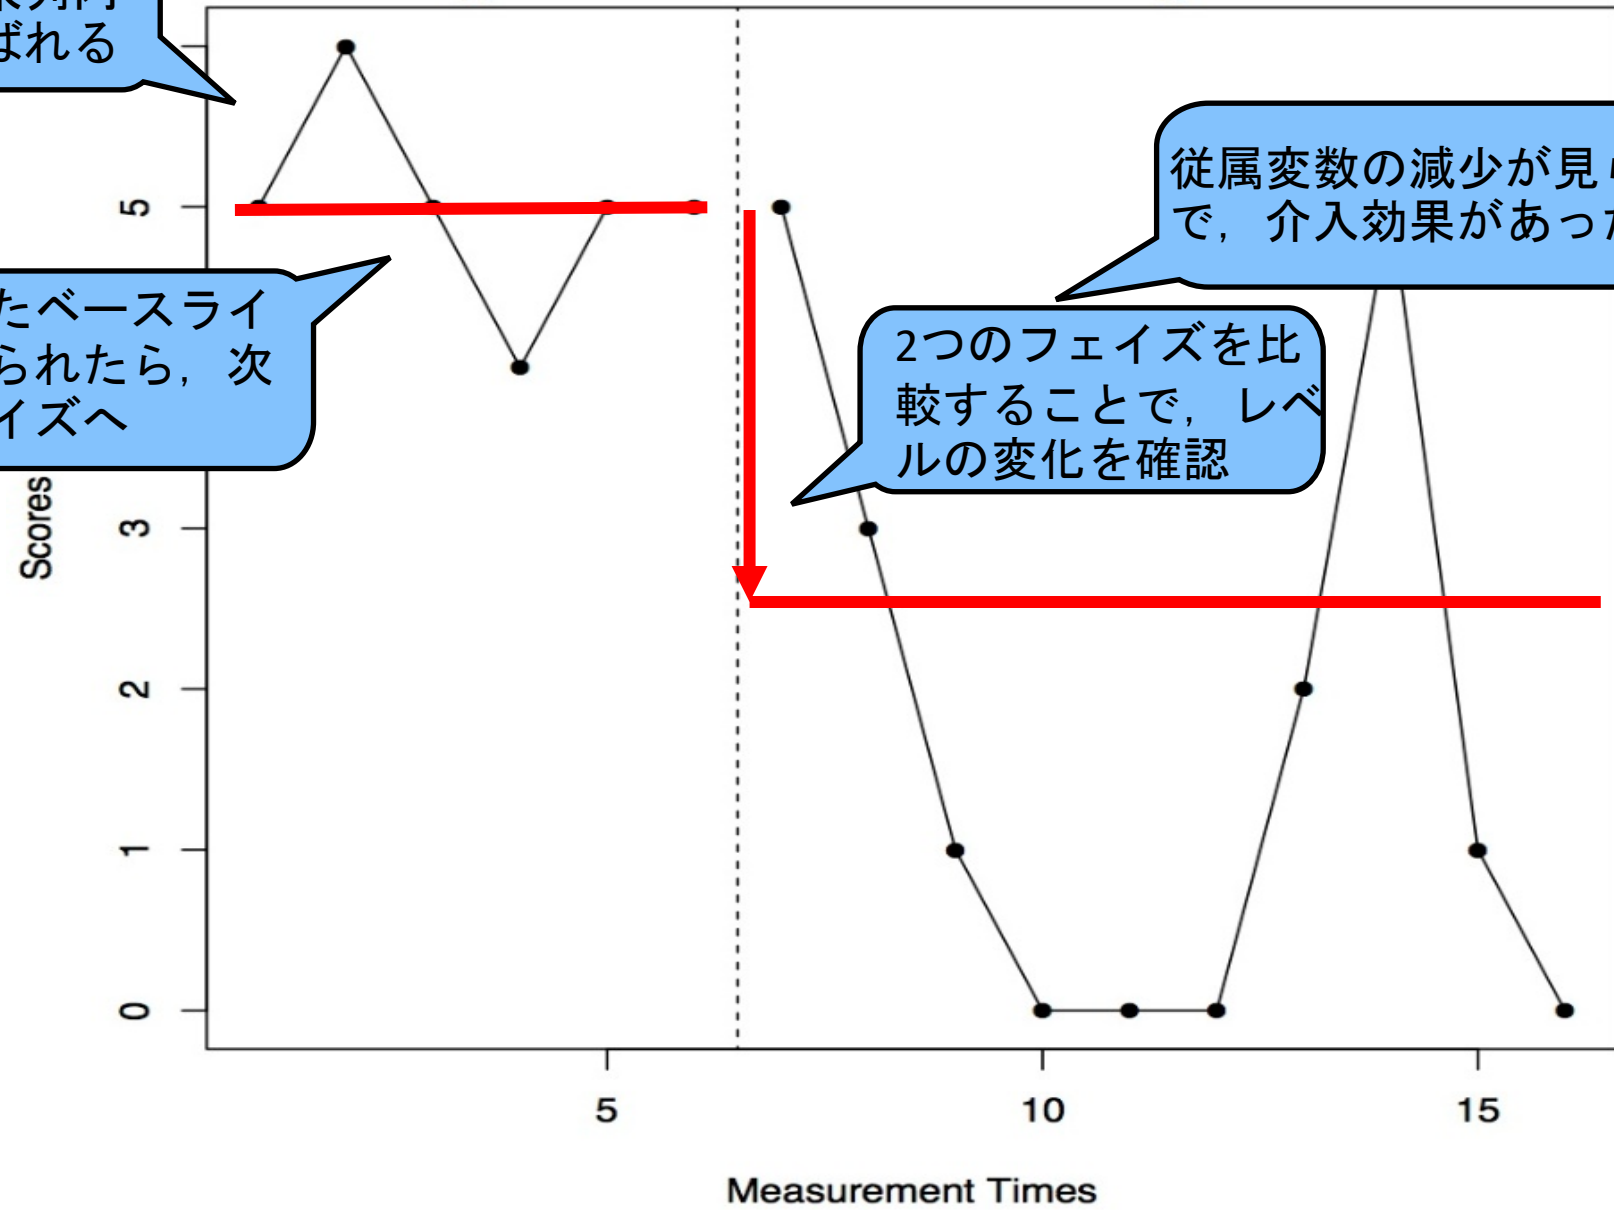 ばれる
従属変数の減少が見
で，介入効果があった
5
たベースライ
られたら，次
イズへ
2つのフェイズを比
較することで，レベ
ルの変化を確認
Scores
3
2
1
0
5
10
15
Measurement Times